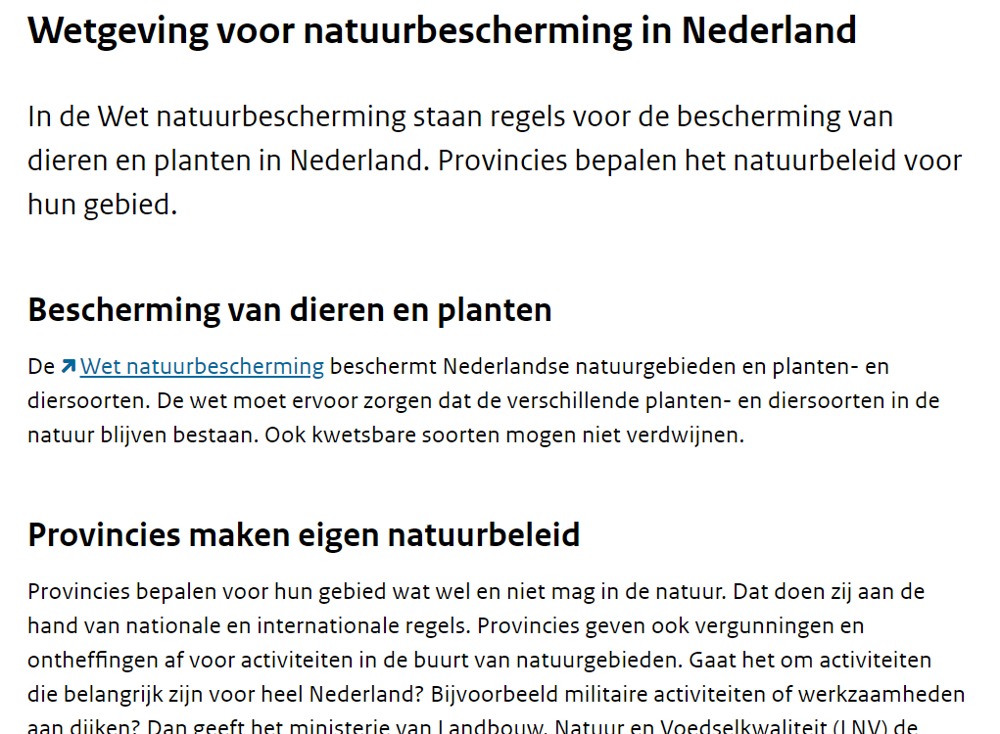 Wetgeving voor natuurbescherming in Nederland
In de Wet natuurbescherming staan regels voor de bescherming van
dieren en planten in Nederland. Provincies bepalen het natuurbeleid voor
hun gebied.
Bescherming van dieren en planten
De Wet natuurbescherming beschermt Nederlandse natuurgebieden en planten- en
diersoorten. De wet moet ervoor zorgen dat de verschillende planten- en diersoorten in de
natuur blijven bestaan. Ook kwetsbare soorten mogen niet verdwijnen.
Provincies maken eigen natuurbeleid
Provincies bepalen voor hun gebied wat wel en niet mag in de natuur. Dat doen zij aan de
hand van nationale en internationale regels. Provincies geven ook vergunningen en
ontheffingen af voor activiteiten in de buurt van natuurgebieden. Gaat het om activiteiten
die belangrijk zijn voor heel Nederland? Bijvoorbeeld militaire activiteiten of werkzaamheden
aan dijken? Dan geeft het ministerie van Landbouw, Natuur en Voedselkwaliteit (LNV) de